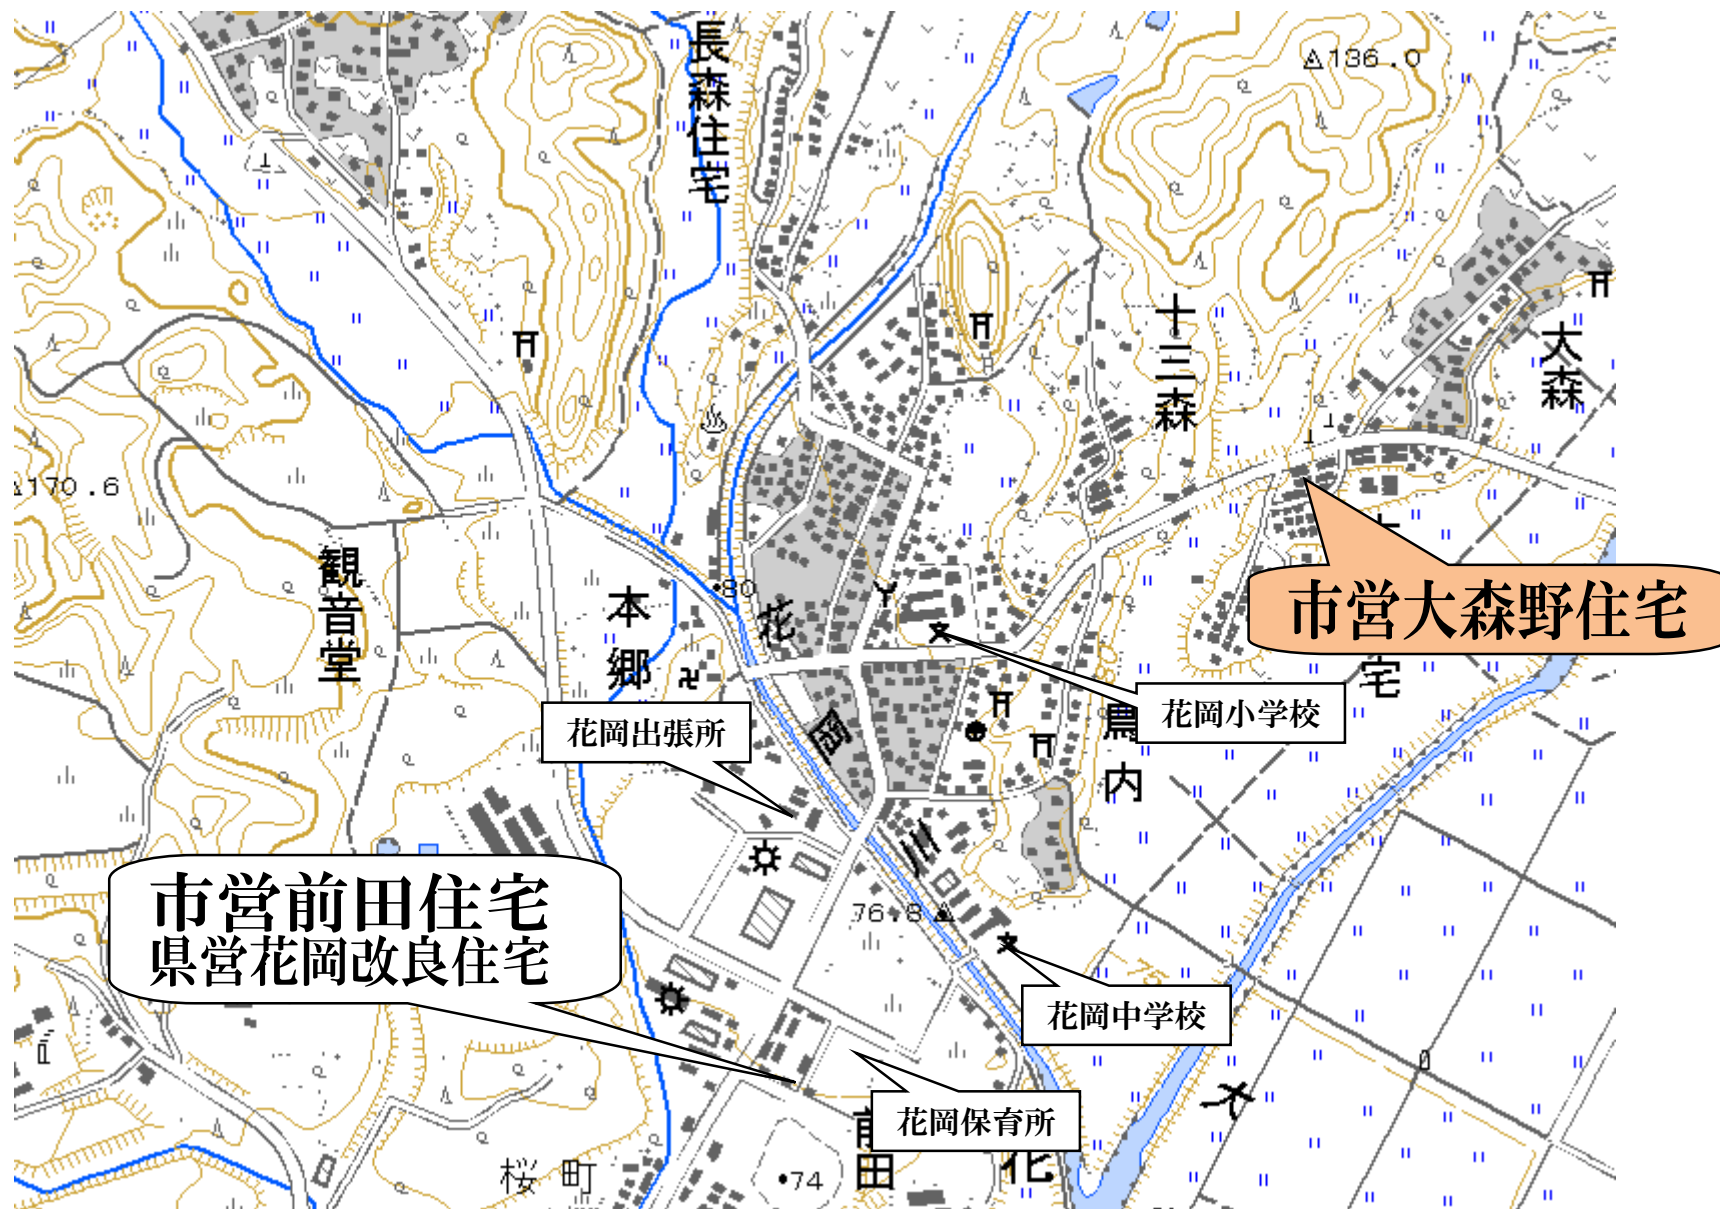 長森住宅
136.0
十三森
大森
170.6
観音堂
本郷
80
花
岡
市営大森野住宅
宅
花岡小学校
花岡出張所
鳥内
川
市営前田住宅
県営花岡改良住宅
76.8
75
花岡中学校
大
花岡保育所
前田
花
桜町
74